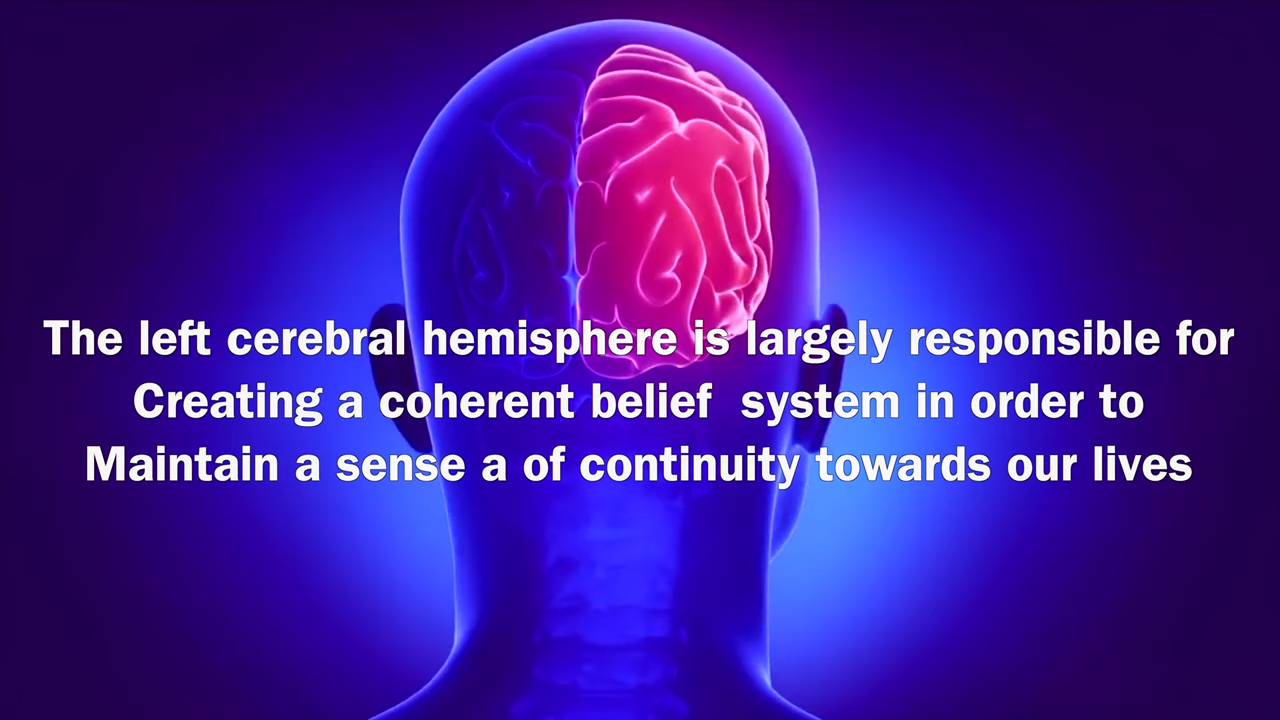 The left cerebral hemisphere is largely responsible for
Creating a coherent belief system in order to
Maintain a sense a of continuity towards our lives